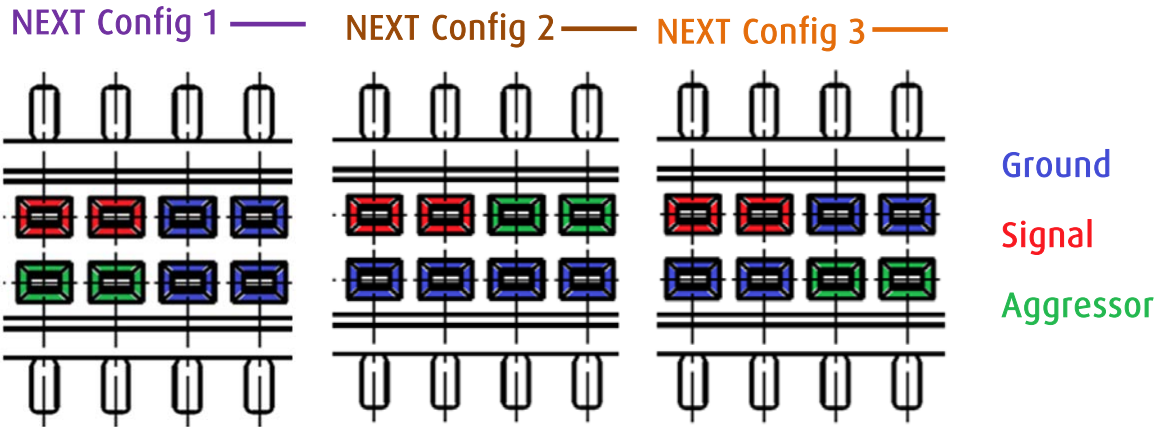 NEXT Config 1
NEXT Config 2
NEXT Config 3
Ground
Signal
Aggressor